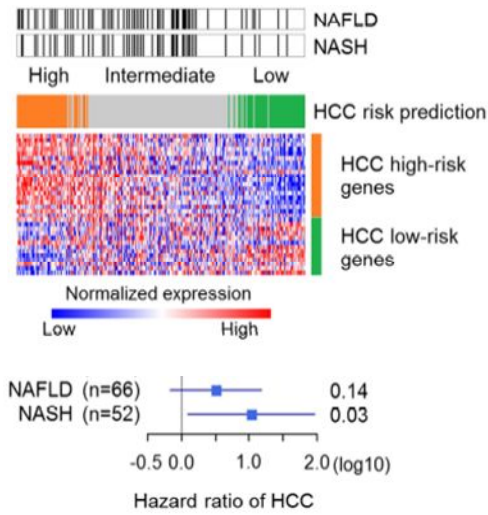 NAFLD
NASH
High Intermediate Low
HCC risk prediction
HCC high-risk
genes
HCC low-risk
genes
Normalized expression
Low High
NAFLD (n=66) 0.14
NASH (n=52) 0.03
-0.5 0.0 1.0 2.0 (log10)
Hazard ratio of HCC